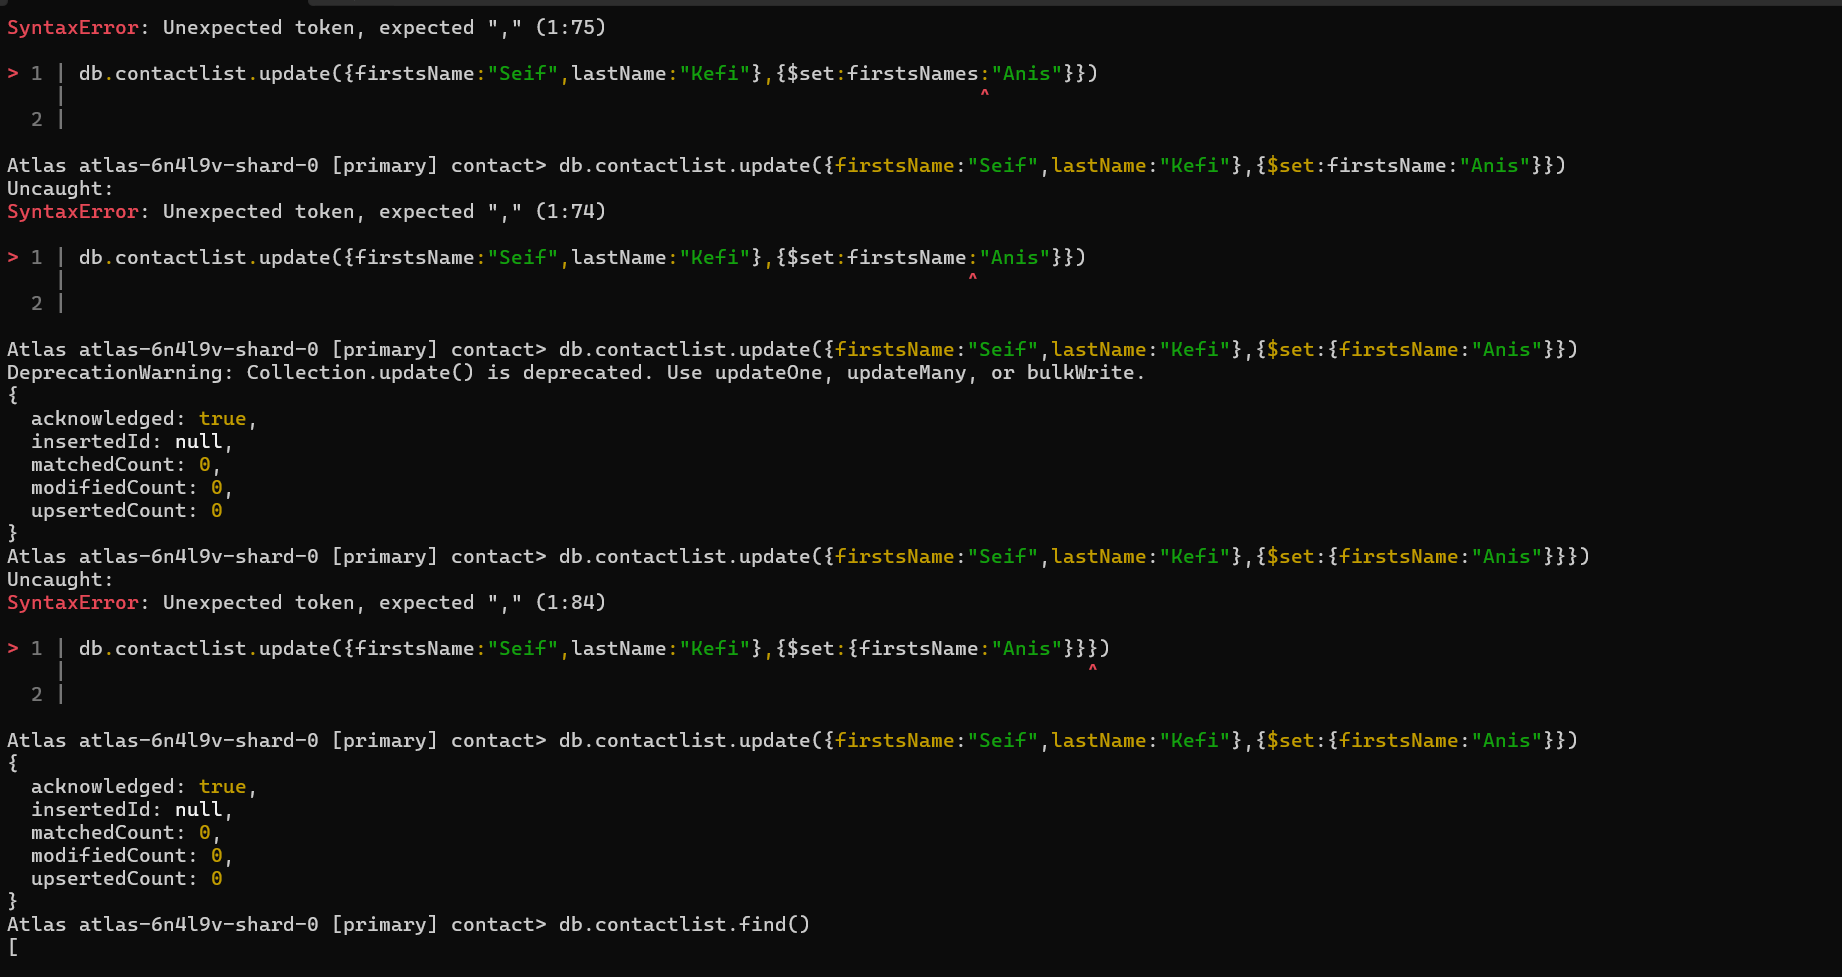 SyntaxError: Unexpected token, expected "," (1:75)
> 1 | db.contactlist.update({firstsName:"Seif",lastName:"Kefi"},{$set:firstsNames:"Anis"}})
| ^
2 |
Atlas atlas-6n4l9v-shard-0 [primary] contact> db.contactlist.update({firstsName:"Seif",lastName:"Kefi"},{$set:firstsName:"Anis"}})
Uncaught:
SyntaxError: Unexpected token, expected "," (1:74)
> 1 | db.contactlist.update({firstsName:"Seif",lastName:"Kefi"},{$set:firstsName:"Anis"}})
| ^
2 |
Atlas atlas-6n4l9v-shard-0 [primary] contact> db.contactlist.update({firstsName:"Seif",lastName:"Kefi"},{$set:{firstsName:"Anis"}})
DeprecationWarning: Collection.update() is deprecated. Use updateOne, updateMany, or bulkWrite.
{
acknowledged: true,
insertedId: null,
matchedCount: 0,
modifiedCount: 0,
upsertedCount: 0
}
Atlas atlas-6n4l9v-shard-0 [primary] contact> db.contactlist.update({firstsName:"Seif",lastName:"Kefi"},{$set:{firstsName:"Anis"}}})
Uncaught:
SyntaxError: Unexpected token, expected "," (1:84)
> 1 | db.contactlist.update({firstsName:"Seif",lastName:"Kefi"},{$set:{firstsName:"Anis"}}})
| ^
2 |
Atlas atlas-6n4l9v-shard-0 [primary] contact> db.contactlist.update({firstsName:"Seif",lastName:"Kefi"},{$set:{firstsName:"Anis"}})
{
acknowledged: true,
insertedId: null,
matchedCount: 0,
modifiedCount: 0,
upsertedCount: 0
}
Atlas atlas-6n4l9v-shard-0 [primary] contact> db.contactlist.find()
[